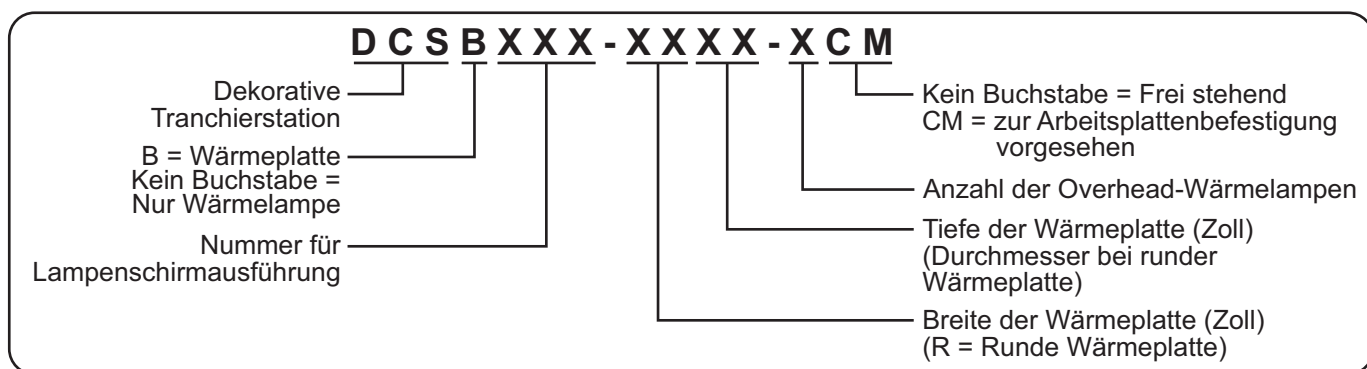 D C S B X X X - X X X X - X C M
Dekorative
Tranchierstation
B = Wärmeplatte
Kein Buchstabe =
Nur Wärmelampe
Nummer für
Lampenschirmausführung
Kein Buchstabe = Frei stehend
CM = zur Arbeitsplattenbefestigung
vorgesehen
Anzahl der Overhead-Wärmelampen
Tiefe der Wärmeplatte (Zoll)
(Durchmesser bei runder
Wärmeplatte)
Breite der Wärmeplatte (Zoll)
(R = Runde Wärmeplatte)